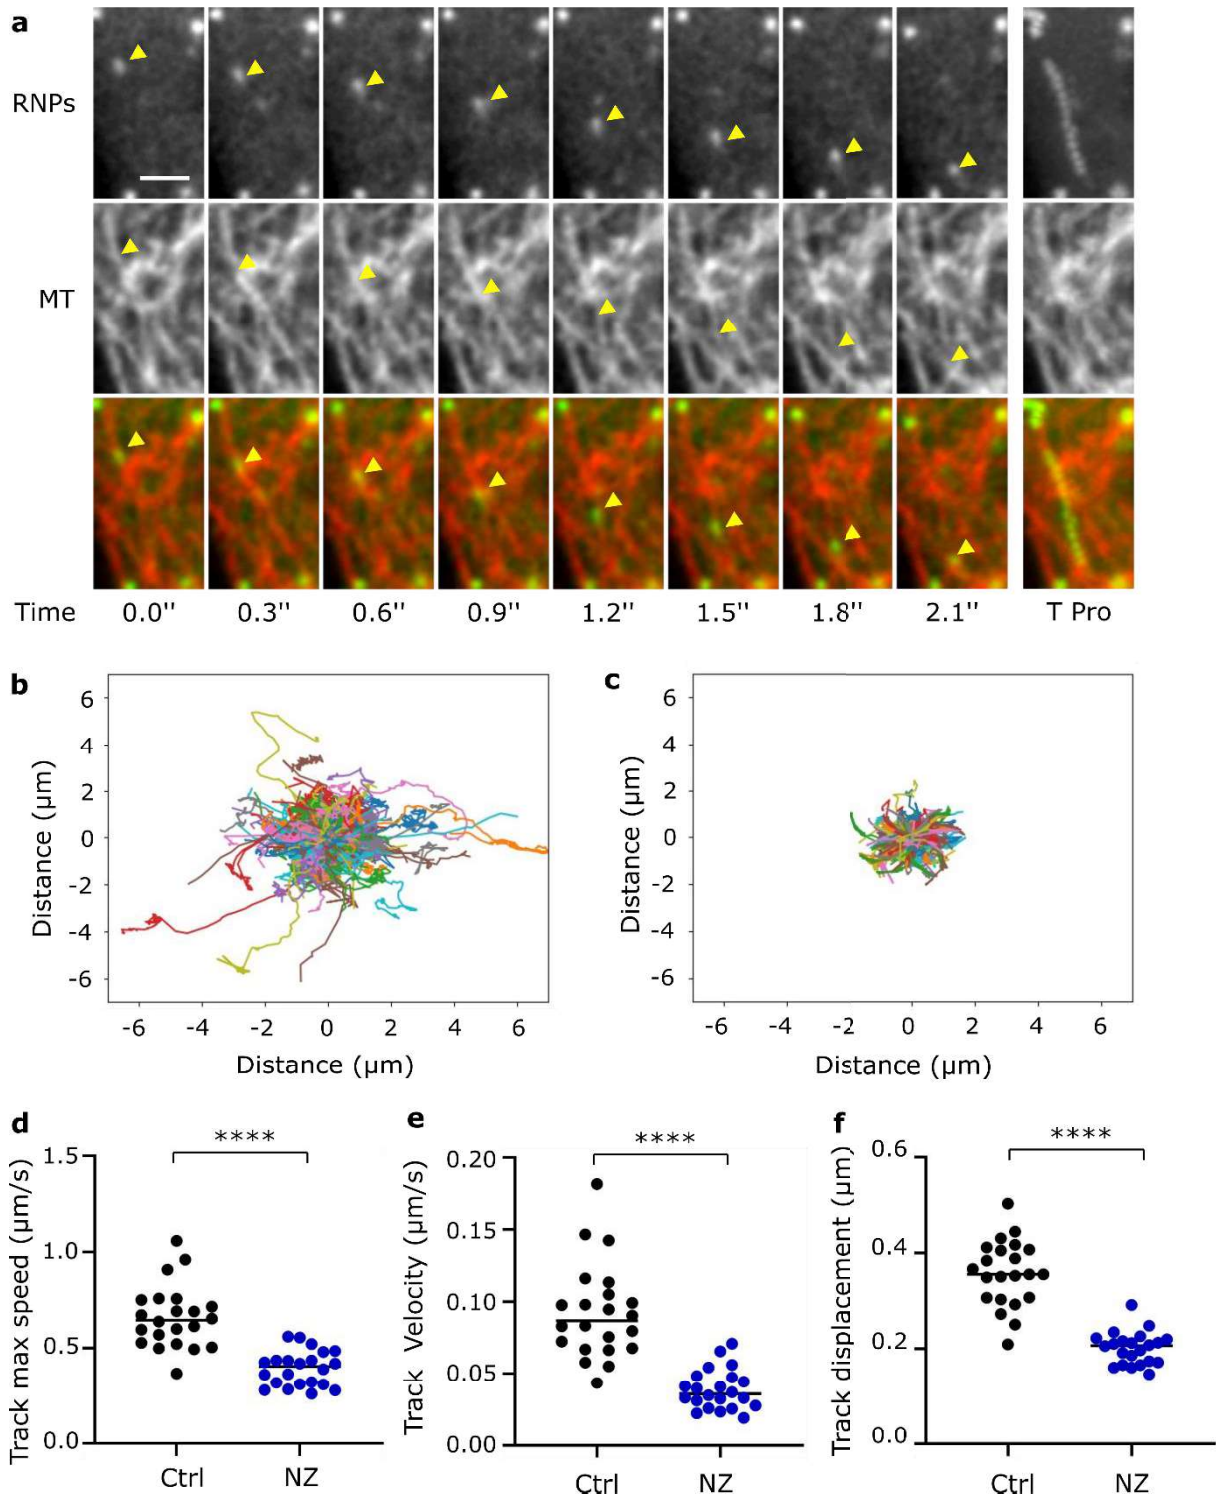 a
RNPs
MT
Time 0.0'' 0.3'' 0.6'' 0.9'' 1.2'' 1.5'' 1.8'' 2.1'' T Pro
b
6
4
2
0
-2
-4
-6
Distance (µm)
-6 -4 -2 0 2 4 6
Distance (µm)
c
6
4
2
0
-2
-4
-6
Distance (µm)
-6 -4 -2 0 2 4 6
Distance (µm)
d
****
Track max speed (µm/s)
1.5
1.0
0.5
0.0
Ctrl NZ
e
****
Track Velocity (µm/s)
0.20
0.15
0.10
0.05
0.00
Ctrl NZ
f
****
Track displacement (µm)
0.6
0.4
0.2
0.0
Ctrl NZ